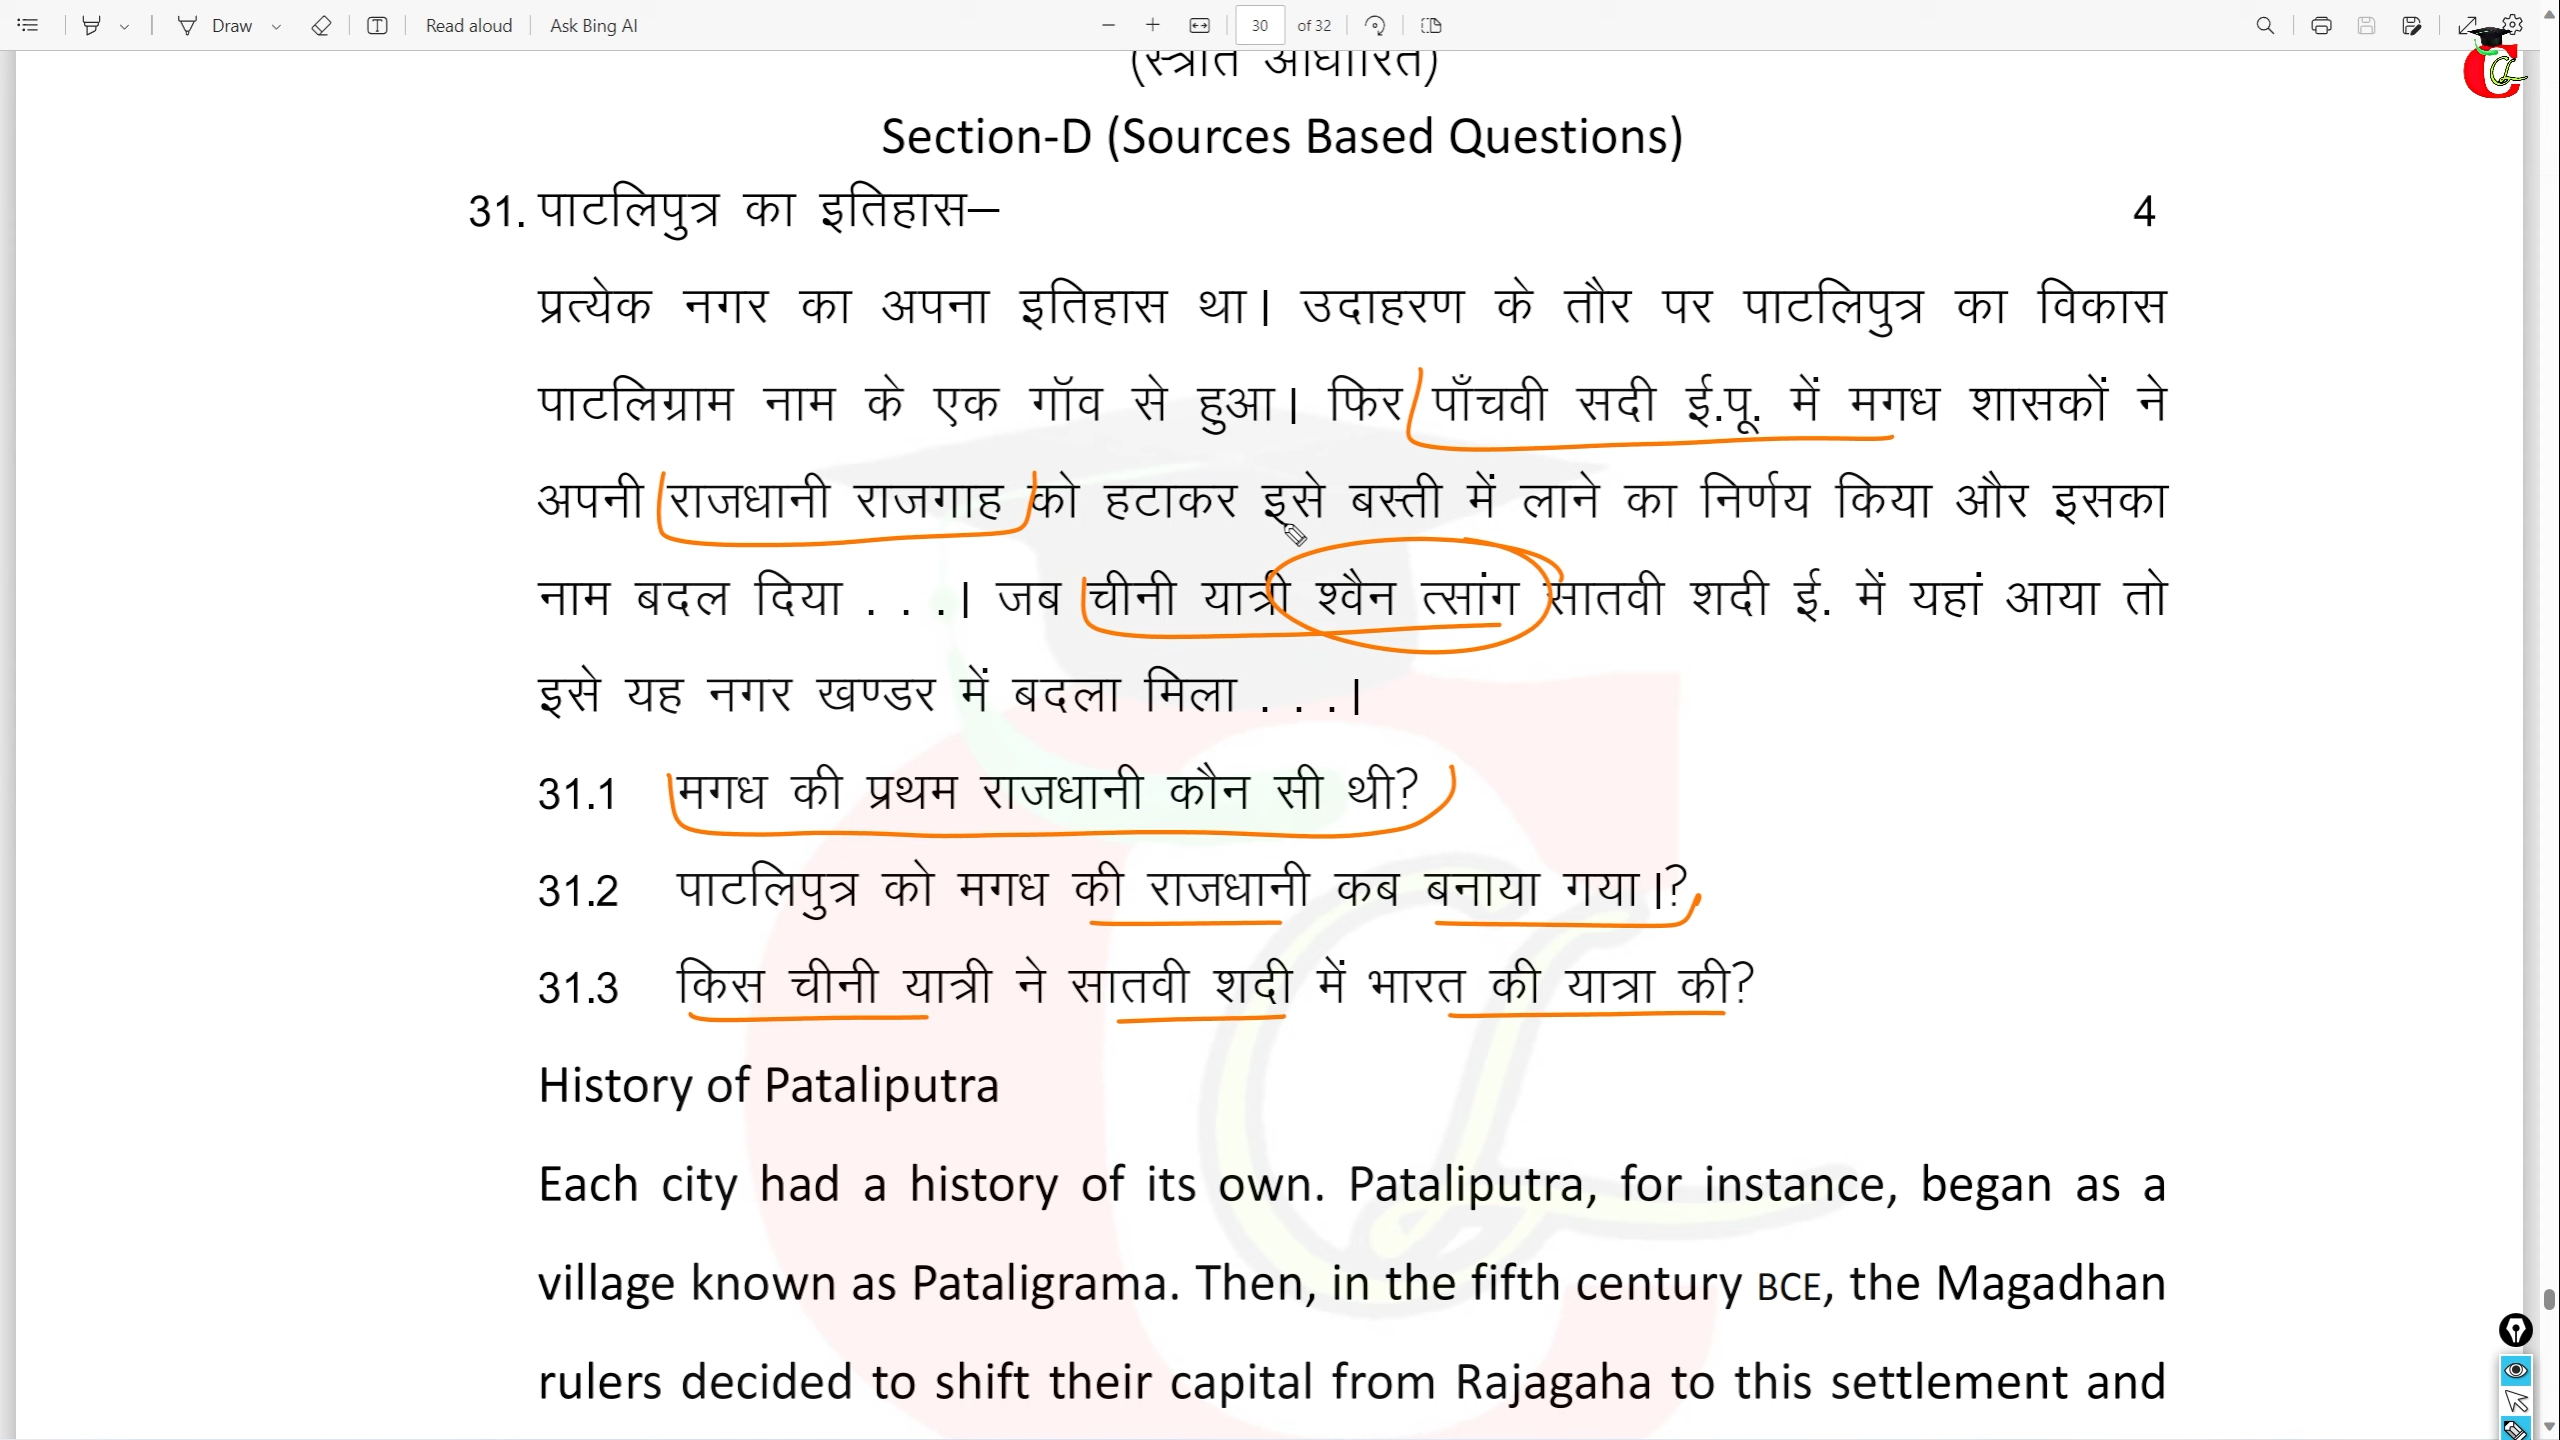 Draw
Read aloud
Ask Bing AI
30 of 32
(स्त्रोत आधारित)
Section-D (Sources Based Questions)
31. पाटलिपुत्र का इतिहास– 4
प्रत्येक नगर का अपना इतिहास था। उदाहरण के तौर पर पाटलिपुत्र का विकास
पाटलिग्राम नाम के एक गॉव से हुआ। फिर पाँचवी सदी ई.पू. में मगध शासकों ने
अपनी राजधानी राजगाह को हटाकर इसे बस्ती में लाने का निर्णय किया और इसका
नाम बदल दिया . . .। जब चीनी यात्री श्वैन त्सांग सातवी शदी ई. में यहां आया तो
इसे यह नगर खण्डर में बदला मिला . . .।
31.1 मगध की प्रथम राजधानी कौन सी थी?
31.2 पाटलिपुत्र को मगध की राजधानी कब बनाया गया।?
31.3 किस चीनी यात्री ने सातवी शदी में भारत की यात्रा की?
History of Pataliputra
Each city had a history of its own. Pataliputra, for instance, began as a
village known as Pataligrama. Then, in the fifth century BCE, the Magadhan
rulers decided to shift their capital from Rajagaha to this settlement and